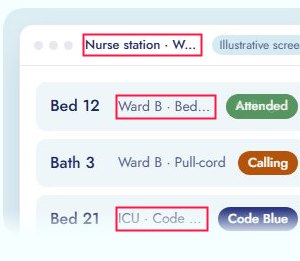 Nurse station · W...
Illustrative scree
Bed 12
Ward B · Bed...
Attended
Bath 3
Ward B · Pull-cord
Calling
Bed 21
ICU · Code ...
Code Blue